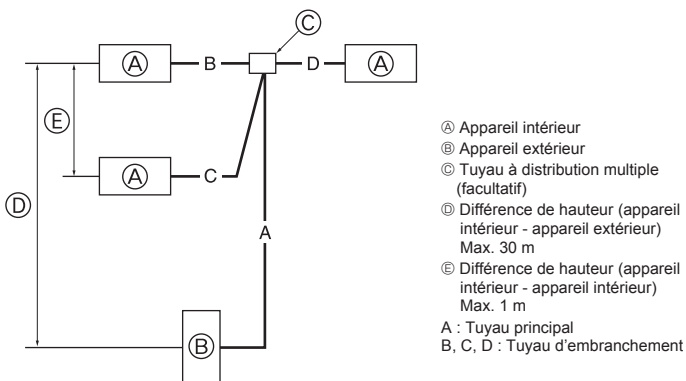 Ⓒ
Ⓐ B D Ⓐ
Ⓔ
Ⓐ C
Ⓓ
A
Ⓑ
Ⓐ Appareil intérieur
Ⓑ Appareil extérieur
Ⓒ Tuyau à distribution multiple
(facultatif)
Ⓓ Différence de hauteur (appareil
intérieur - appareil extérieur)
Max. 30 m
Ⓔ Différence de hauteur (appareil
intérieur - appareil intérieur)
Max. 1 m
A : Tuyau principal
B, C, D : Tuyau d'embranchement